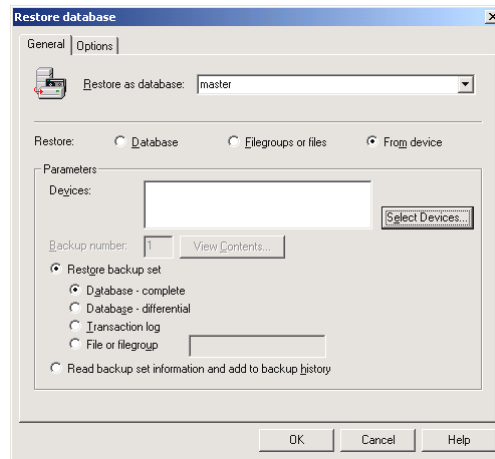 Restore database
General Options
Restore as database: master
Restore: Database Filegroups or files From device
Parameters
Devices:
Select Devices...
Backup number: 1 View Contents...
Restore backup set
Database - complete
Database - differential
Transaction log
File or filegroup
Read backup set information and add to backup history
OK Cancel Help